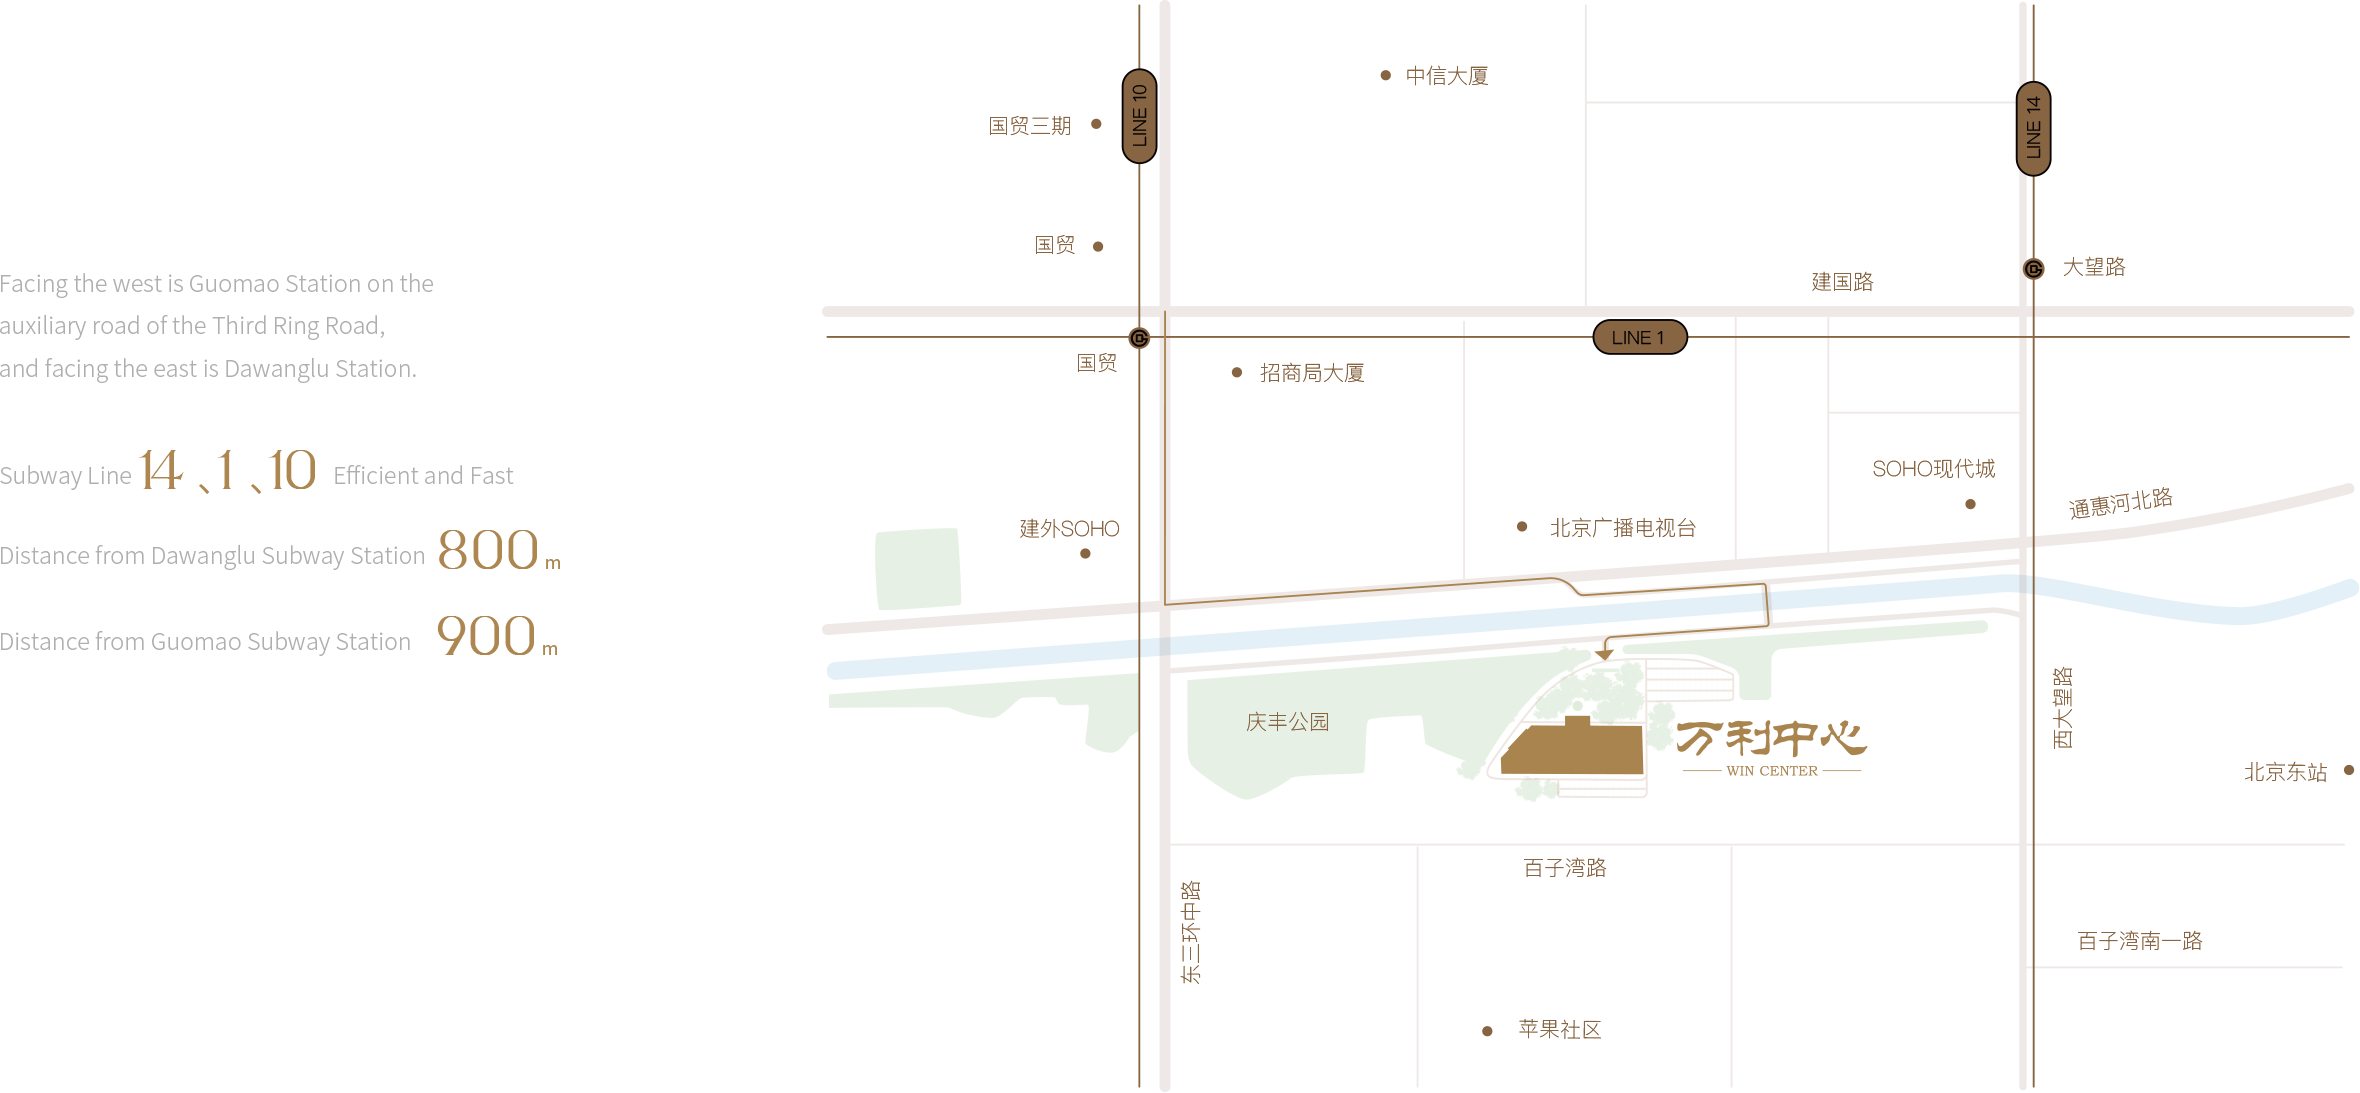 Facing the west is Guomao Station on the
auxiliary road of the Third Ring Road,
and facing the east is Dawanglu Station.
Subway Line 14 、1 、10 Efficient and Fast
Distance from Dawanglu Subway Station 800 m
Distance from Guomao Subway Station 900 m
中信大厦
LINE 10
LINE 14
国贸三期
国贸
大望路
建国路
LINE 1
国贸
招商局大厦
SOHO现代城
通惠河北路
建外SOHO
北京广播电视台
庆丰公园
万利中心
WIN CENTER
西大望路
北京东站
百子湾路
东三环中路
百子湾南一路
苹果社区